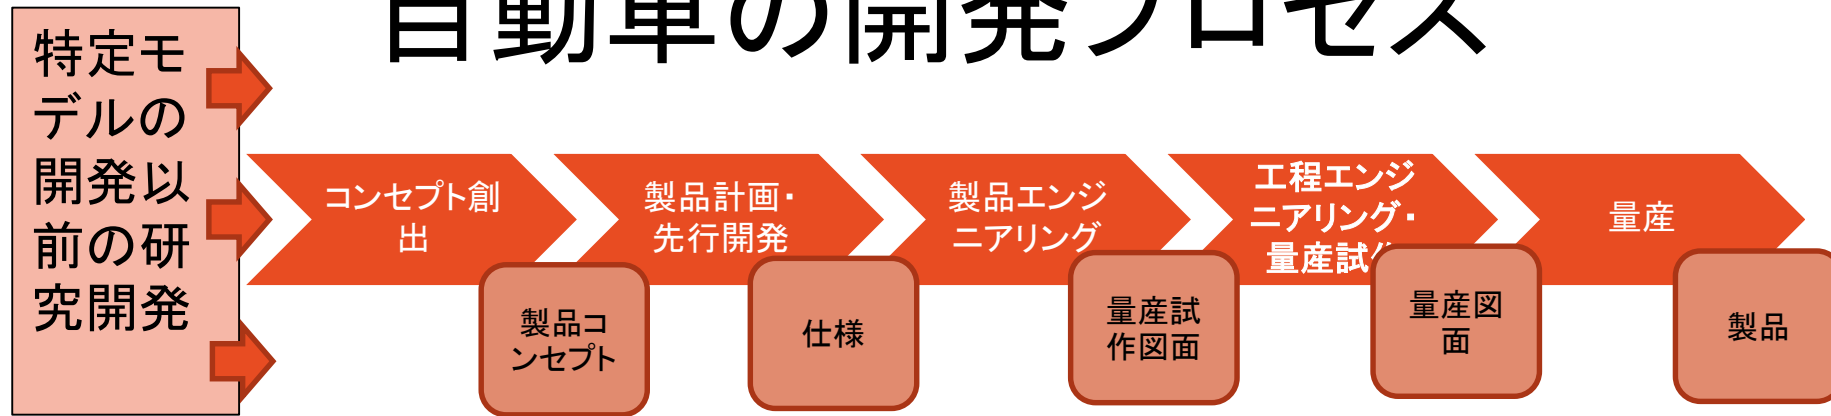 自動車の開発プロセス
特定モ
デルの
開発以
前の研
究開発
コンセプト創
出
製品計画・
先行開発
製品エンジ
ニアリング
工程エンジ
ニアリング・
量産試作
量産
製品コ
ンセプト
仕様
量産試
作図面
量産図
面
製品